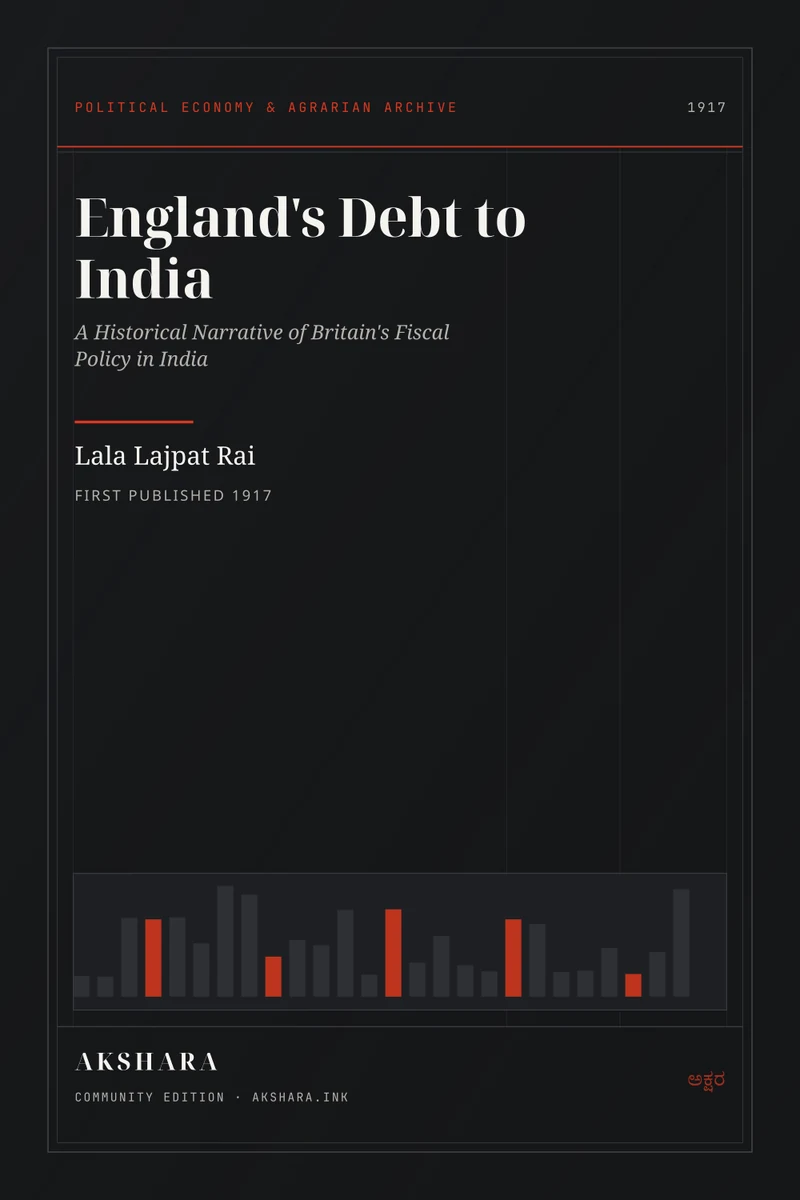 POLITICAL ECONOMY & AGRARIAN ARCHIVE
1917
England's Debt to
India
A Historical Narrative of Britain's Fiscal
Policy in India
Lala Lajpat Rai
FIRST PUBLISHED 1917
AKSHARA
COMMUNITY EDITION · AKSHARA.INK
ಅಕ್ಷರ